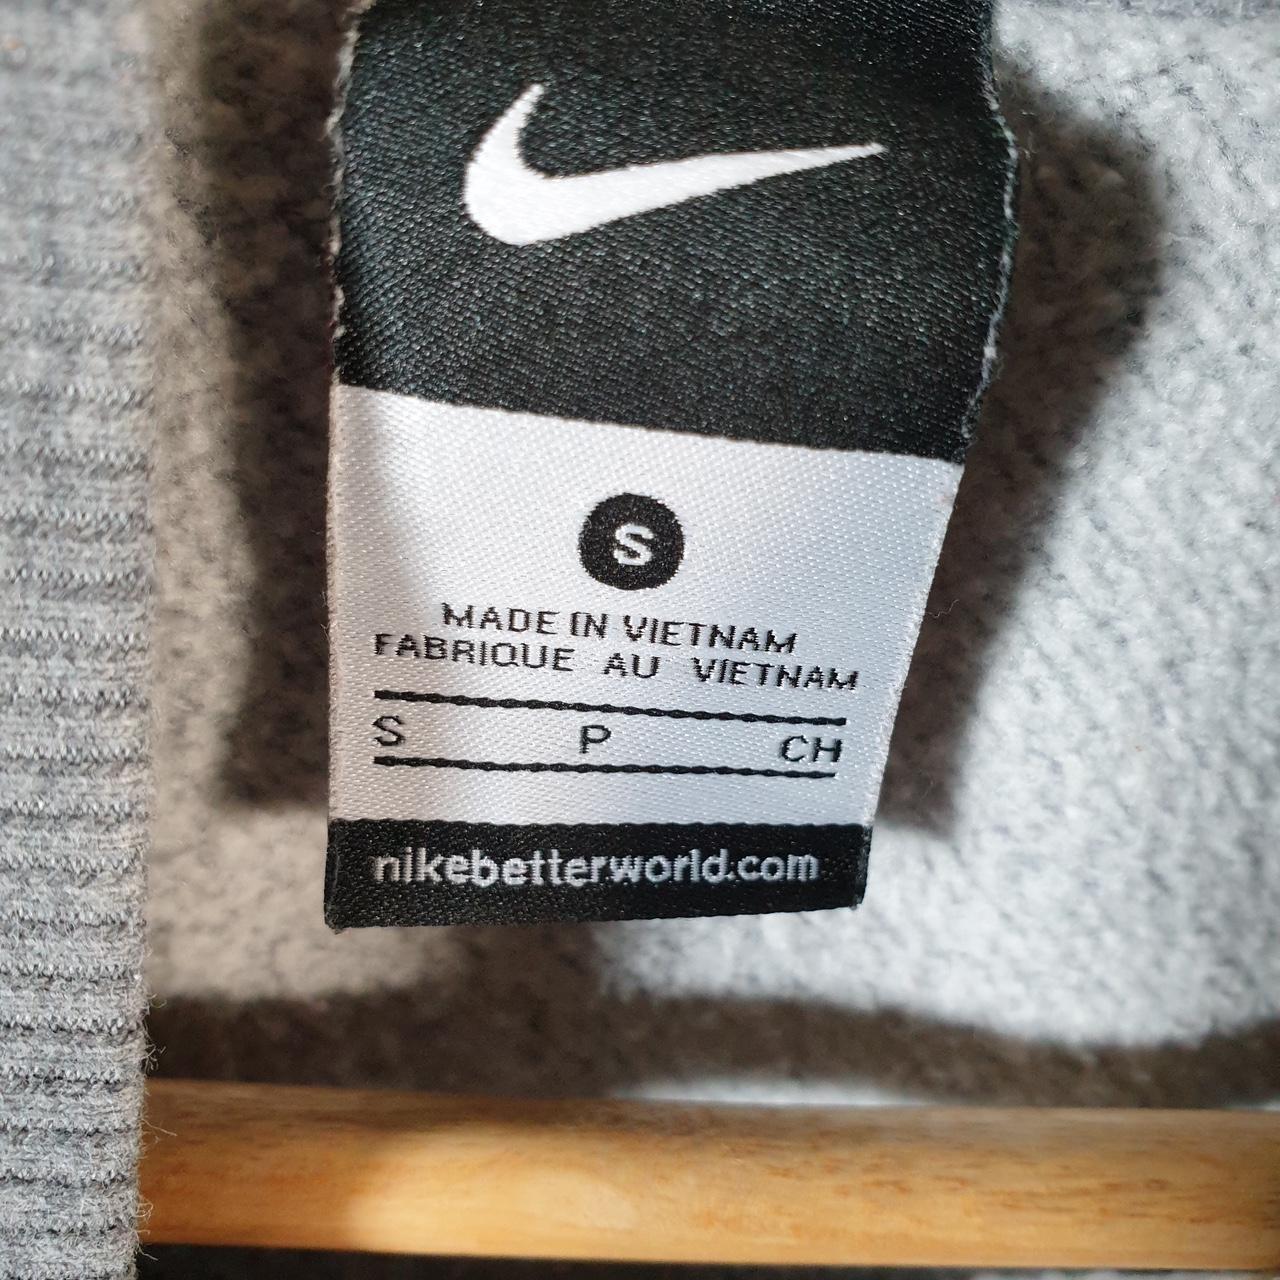 S
MADE IN VIETNAM
FABRIQUE AU VIETNAM
S P CH
nikebetterworld.com